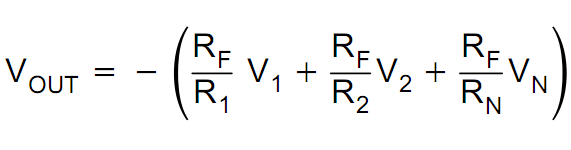 V_OUT = − (R_F/R_1 V_1 + R_F/R_2 V_2 + R_F/R_N V_N)